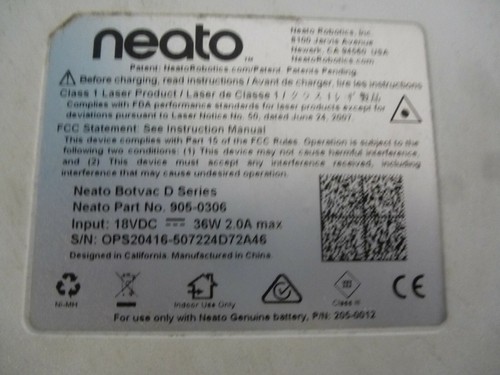 neato™
Neato Robotics, Inc.
8100 Jarvis Avenue
Newark, CA 94560 USA
NeatoRobotics.com
Patent: NeatoRobotics.com/Patent. Patents Pending
Before charging, read instructions / Avant de charger, lire les instructions
Class 1 Laser Product / Laser de Classe 1 / クラス1レーザ製品
Complies with FDA performance standards for laser products except for
deviations pursuant to Laser Notice No. 50, dated June 24, 2007.
FCC Statement. See Instruction Manual
This device complies with Part 15 of the FCC Rules. Operation is subject to the
following two conditions: (1) This device may not cause harmful interference,
and (2) This device must accept any interference received, including
interference that may cause undesired operation.
Neato Botvac D Series
Neato Part No. 905-0306
Input: 18VDC 36W 2.0A max
S/N: OPS20416-507224D72A46
Designed in California. Manufactured in China
Ni-MH
Indoor Use Only
Class III
CE
For use only with Neato Genuine battery, P/N: 205-0012